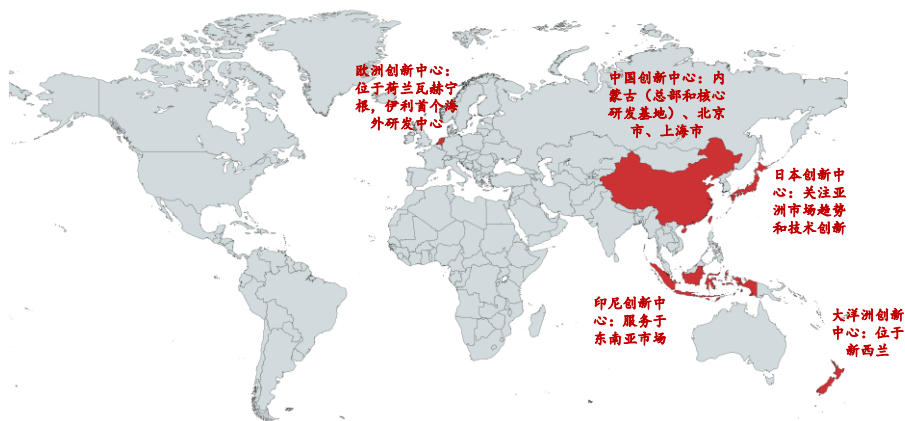 欧洲创新中心：
位于荷兰瓦赫宁
根，伊利首个海
外研发中心
中国创新中心：内
蒙古（总部和核心
研发基地）、北京
市、上海市
日本创新中
心：关注亚
洲市场趋势
和技术创新
印尼创新中
心：服务于
东南亚市场
大洋洲创新
中心：位于
新西兰